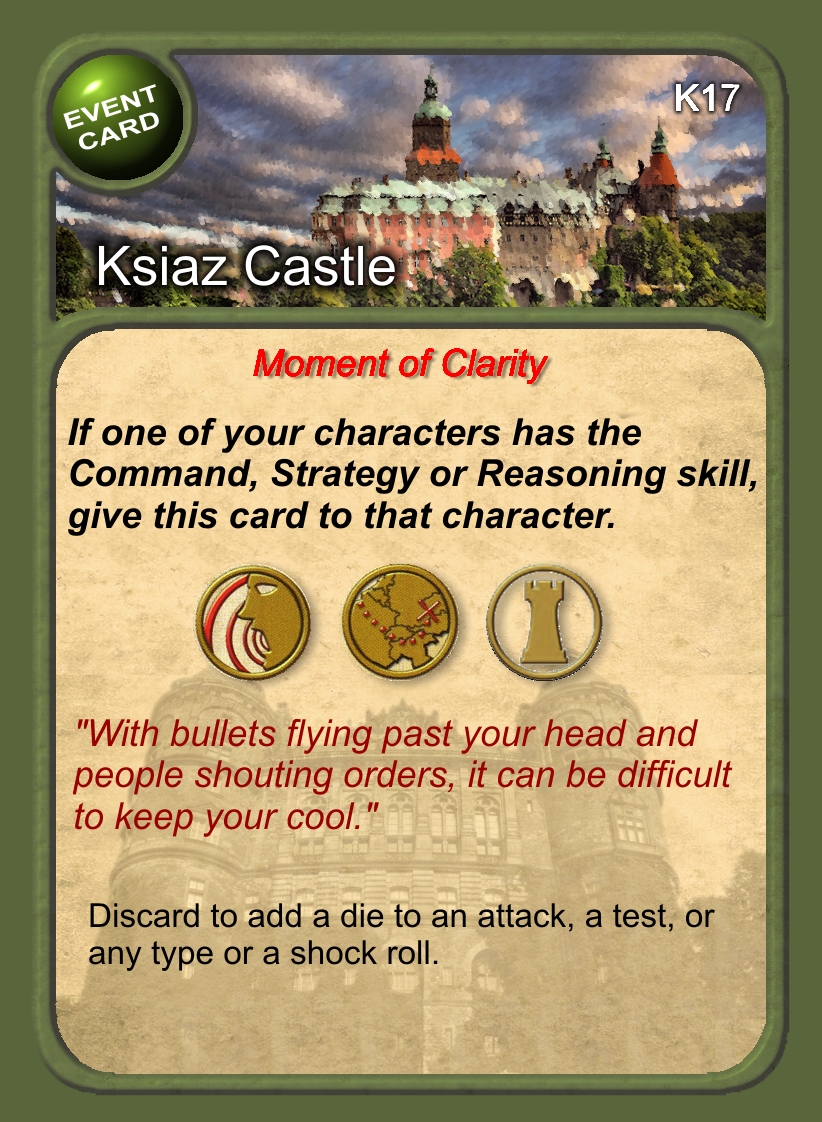 EVENT
CARD
K17
Ksiaz Castle
Moment of Clarity
If one of your characters has the
Command, Strategy or Reasoning skill,
give this card to that character.
"With bullets flying past your head and
people shouting orders, it can be difficult
to keep your cool."
Discard to add a die to an attack, a test, or
any type or a shock roll.